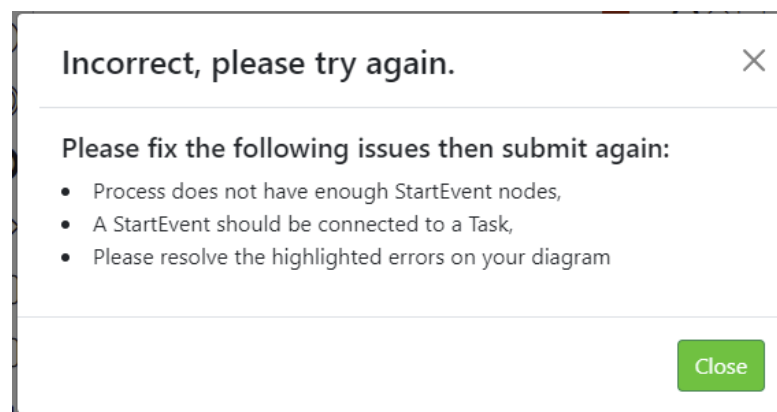 Incorrect, please try again.
Please fix the following issues then submit again:
Process does not have enough StartEvent nodes,
A StartEvent should be connected to a Task,
Please resolve the highlighted errors on your diagram
Close